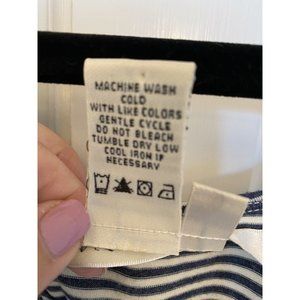 MACHINE WASH
COLD
WITH LIKE COLORS
GENTLE CYCLE
DO NOT BLEACH
TUMBLE DRY LOW
COOL IRON IF
NECESSARY